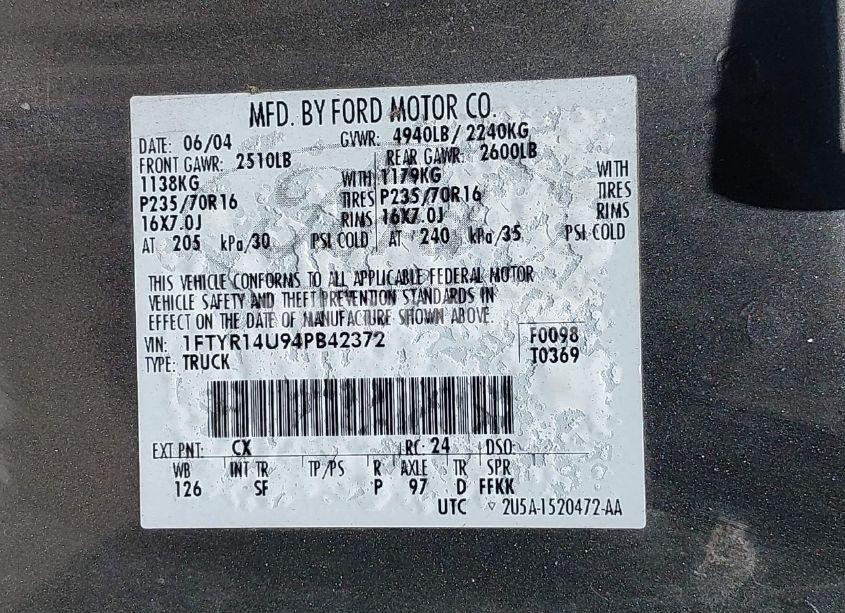 MFD. BY FORD MOTOR CO.
DATE: 06/04 GVWR: 4940LB / 2240KG
FRONT GAWR: 2510LB REAR GAWR: 2600LB
1138KG WITH 1179KG WITH
P235/70R16 TIRES P235/70R16 TIRES
16X7.0J RIMS 16X7.0J RIMS
AT 205 kPa/30 PSI COLD AT 240 kPa/35 PSI COLD
THIS VEHICLE CONFORMS TO ALL APPLICABLE FEDERAL MOTOR
VEHICLE SAFETY AND THEFT PREVENTION STANDARDS IN
EFFECT ON THE DATE OF MANUFACTURE SHOWN ABOVE.
VIN: 1FTYR14U94PB42372 F0098
TYPE: TRUCK T0369
EXT PNT: CX RC: 24 DSO:
WB INT TR TP/PS R AXLE TR SPR
126 SF P 97 D FFKK
UTC ▽ 2U5A-1520472-AA